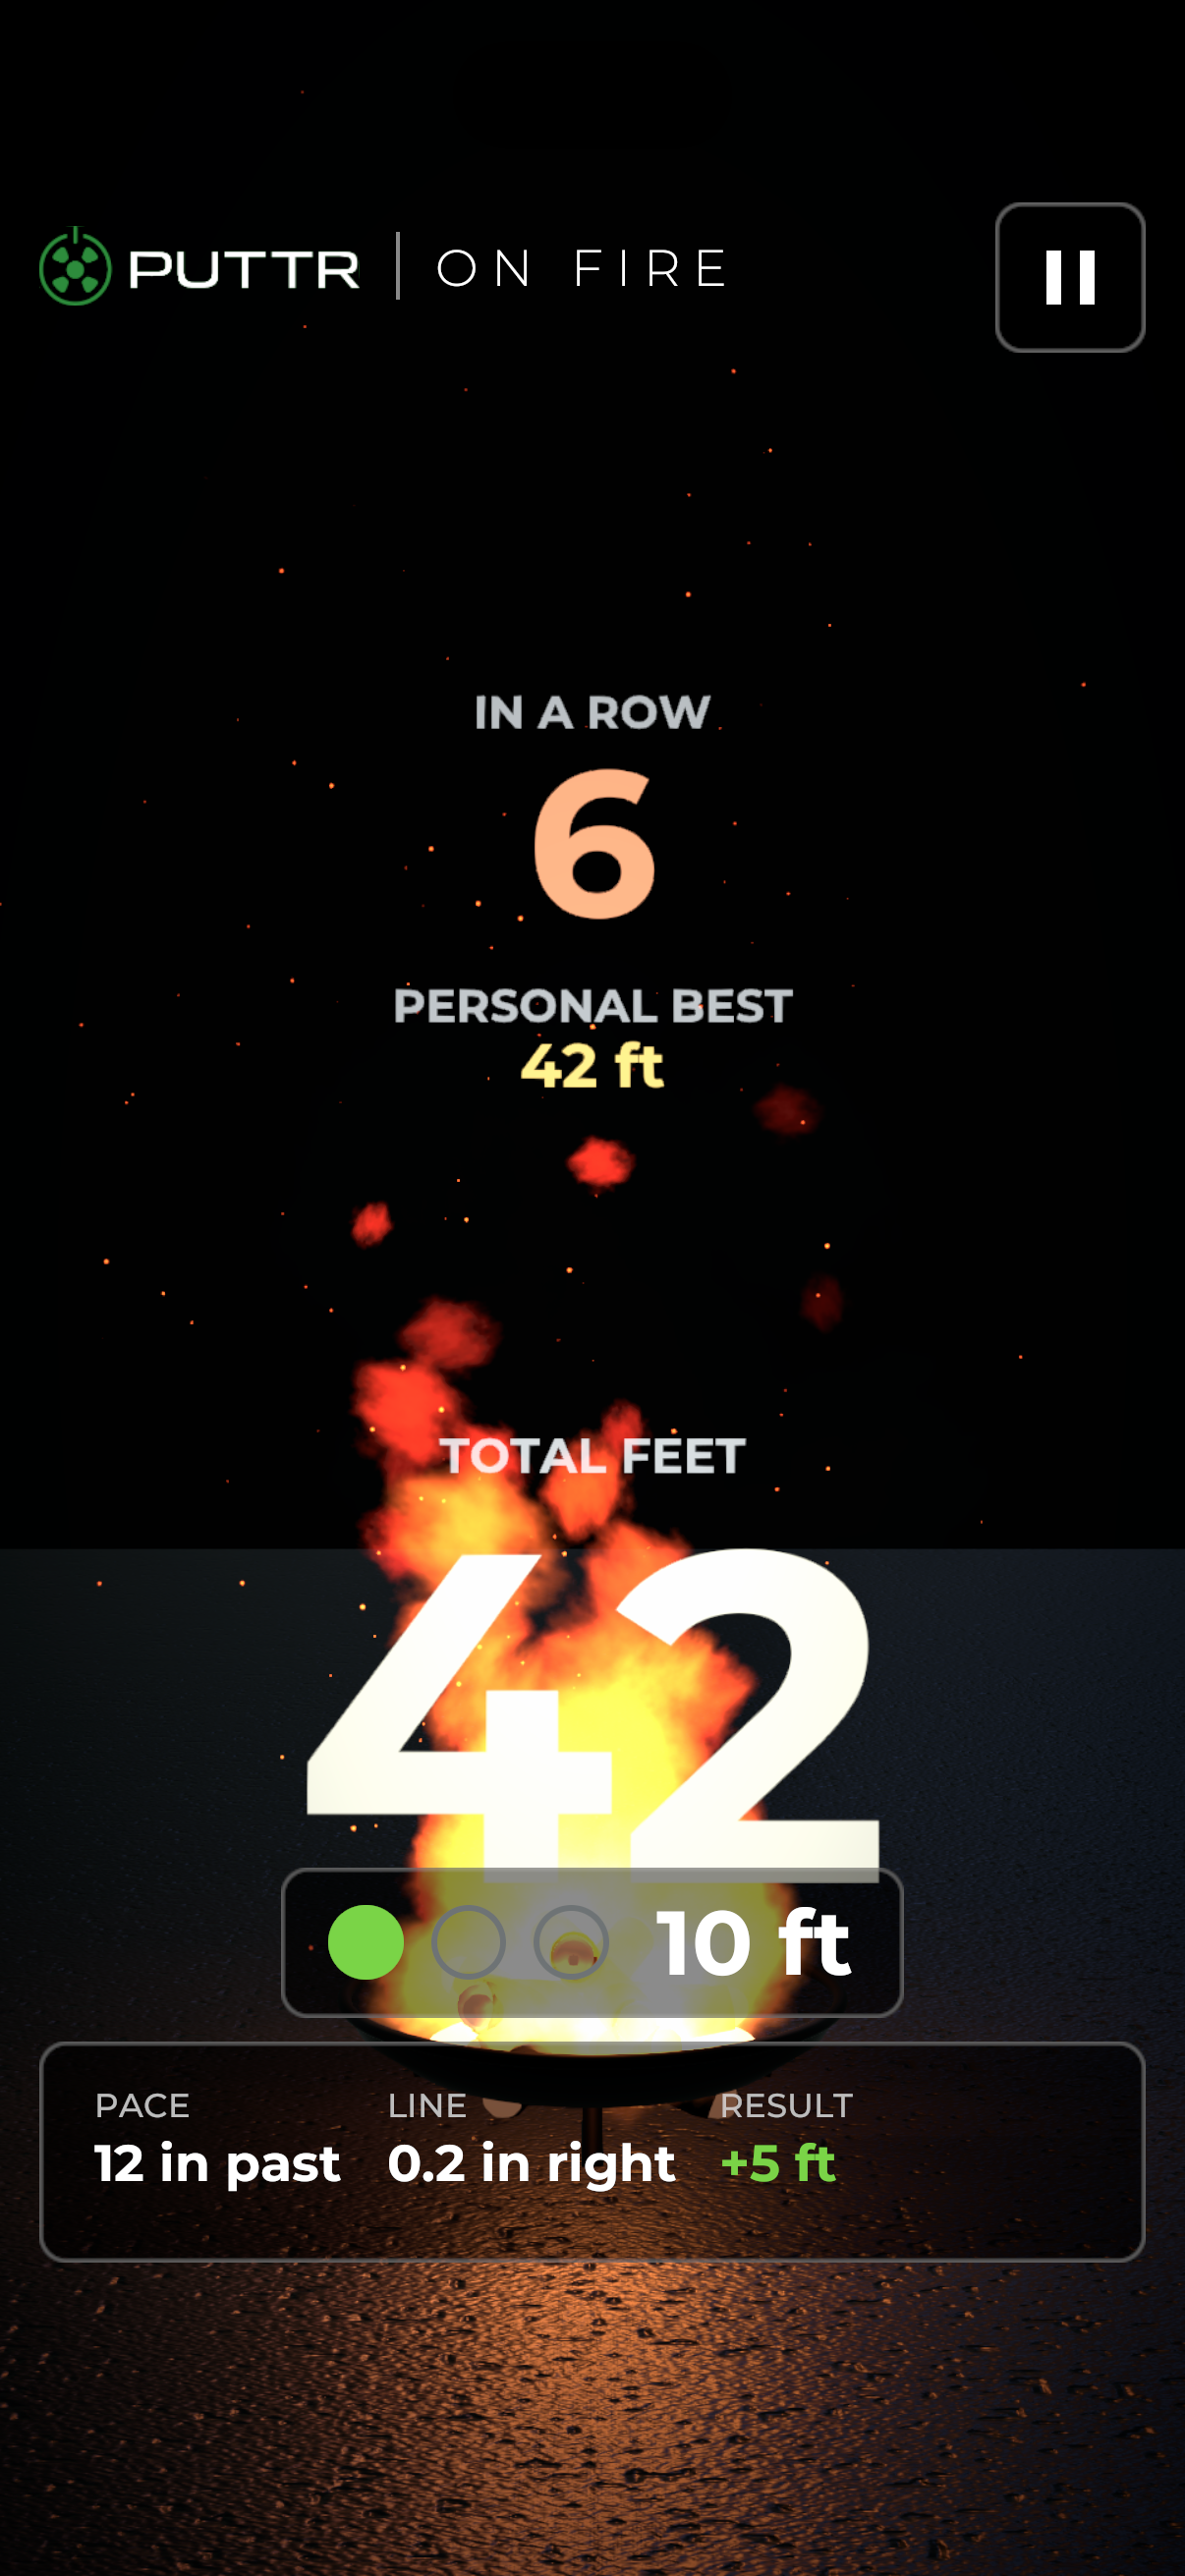 PUTTR | ON FIRE
IN A ROW
6
PERSONAL BEST
42 ft
TOTAL FEET
42
10 ft
PACE LINE RESULT
12 in past 0.2 in right +5 ft